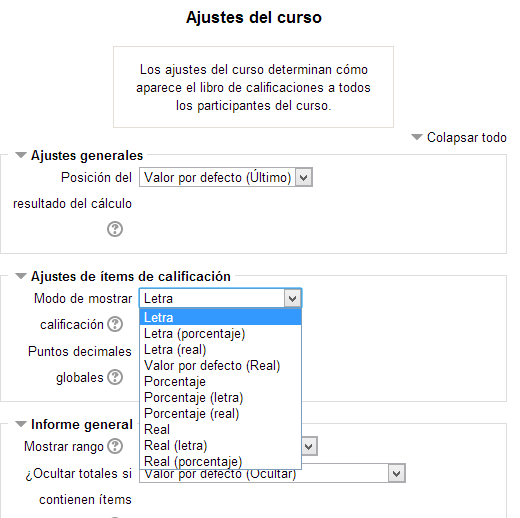 Ajustes del curso
Los ajustes del curso determinan cómo
aparece el libro de calificaciones a todos
los participantes del curso.
Colapsar todo
Ajustes generales
Posición del Valor por defecto (Último)
resultado del cálculo
Ajustes de ítems de calificación
Modo de mostrar Letra
calificación
Puntos decimales
globales
Letra
Letra (porcentaje)
Letra (real)
Valor por defecto (Real)
Porcentaje
Porcentaje (letra)
Porcentaje (real)
Real
Real (letra)
Real (porcentaje)
Informe general
Mostrar rango
¿Ocultar totales si Valor por defecto (Ocultar)
contienen ítems